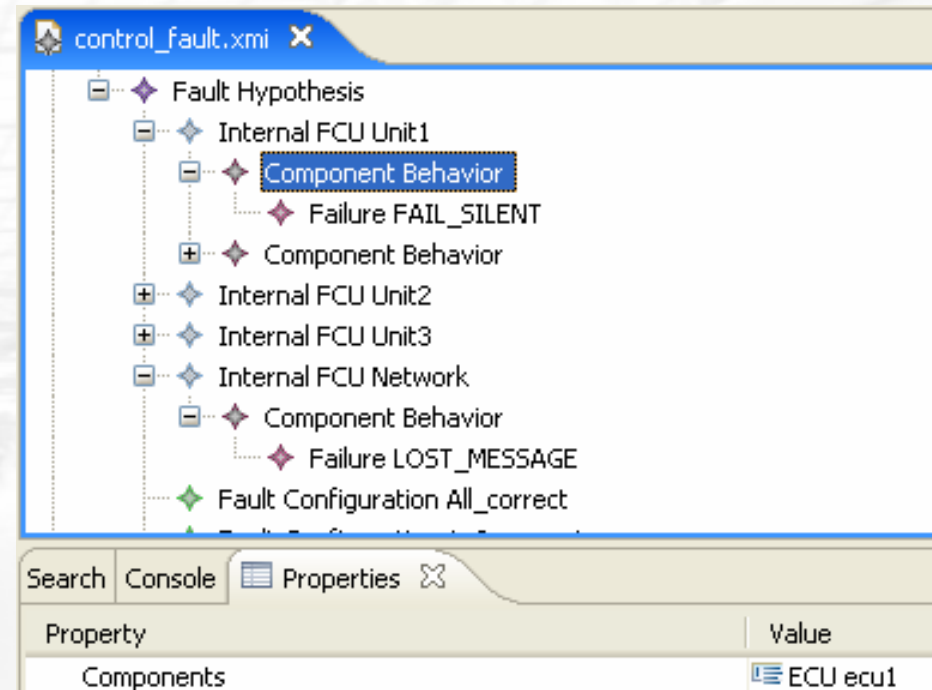 control_fault.xmi
Fault Hypothesis
Internal FCU Unit1
Component Behavior
Failure FAIL_SILENT
Component Behavior
Internal FCU Unit2
Internal FCU Unit3
Internal FCU Network
Component Behavior
Failure LOST_MESSAGE
Fault Configuration All_correct
Search Console Properties
Property Value
Components ECU ecu1